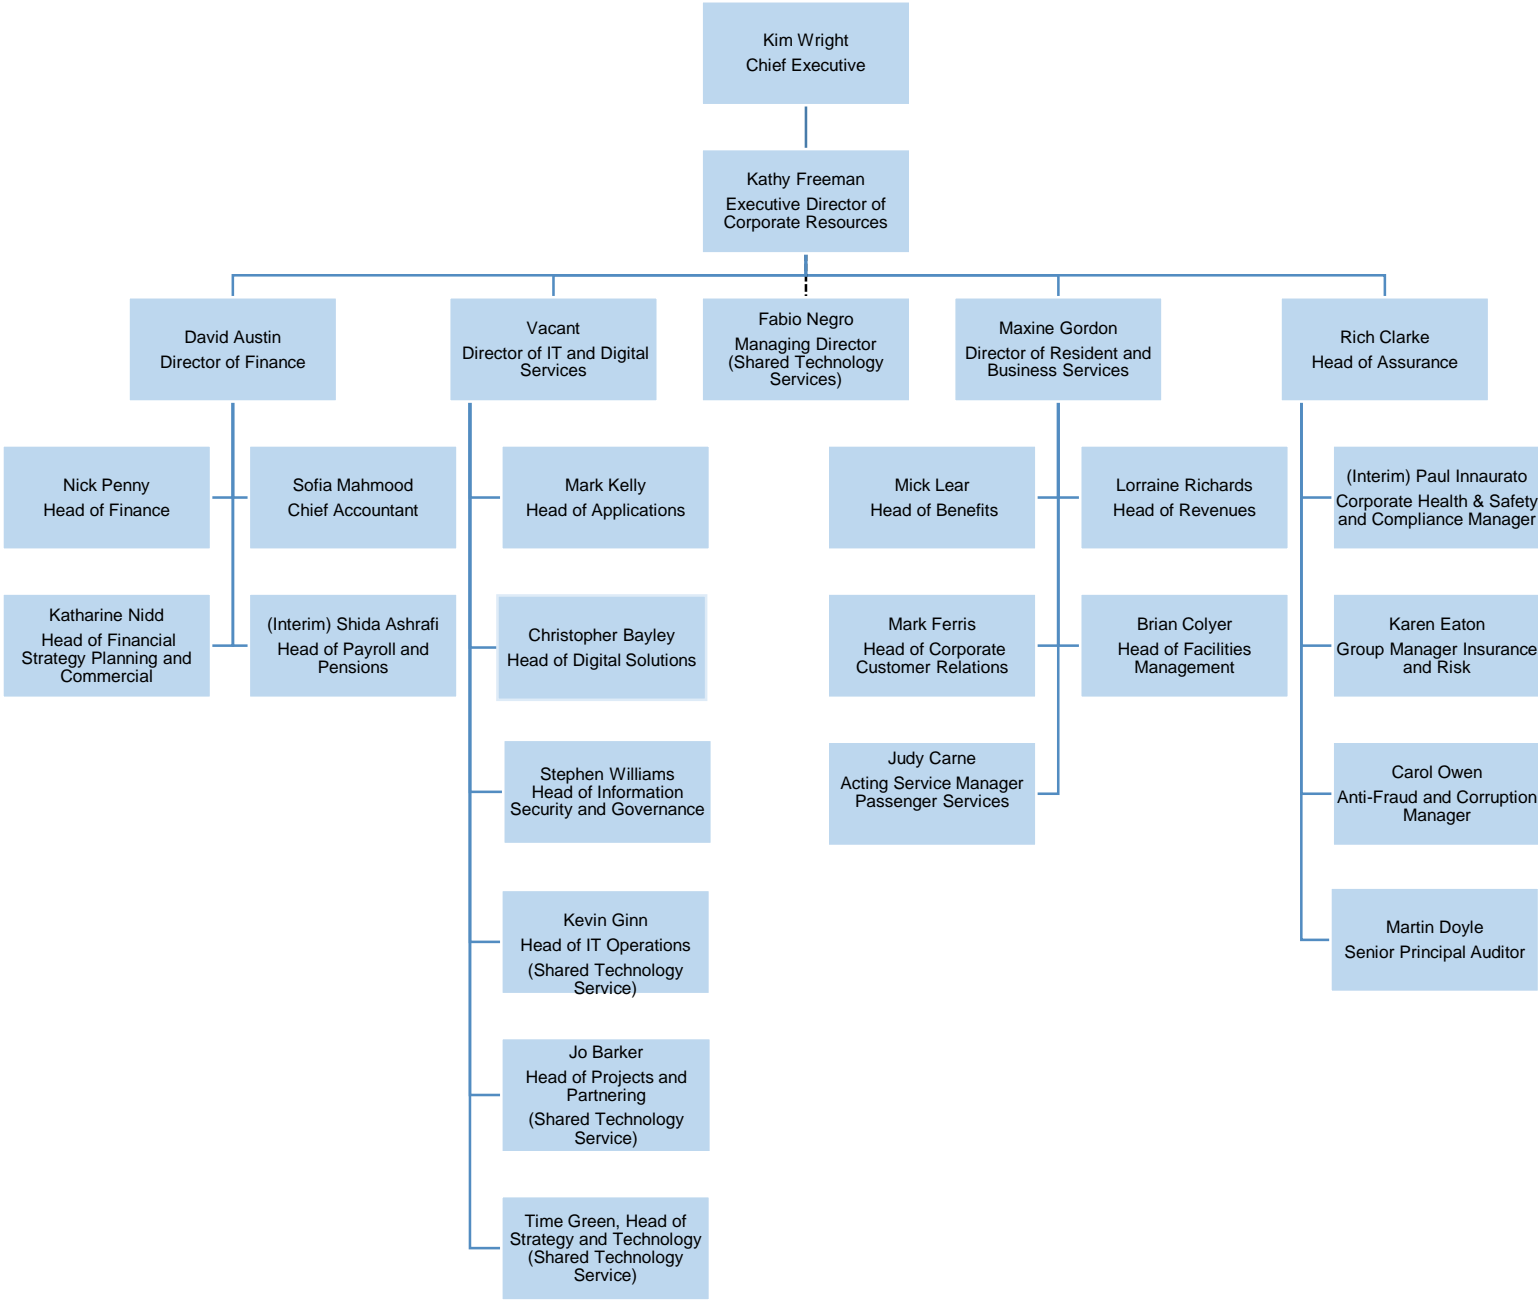 Kim Wright
Chief Executive
Kathy Freeman
Executive Director of
Corporate Resources
David Austin
Director of Finance
Vacant
Director of IT and Digital
Services
Fabio Negro
Managing Director
(Shared Technology
Services)
Maxine Gordon
Director of Resident and
Business Services
Rich Clarke
Head of Assurance
Nick Penny
Head of Finance
Sofia Mahmood
Chief Accountant
Mark Kelly
Head of Applications
Mick Lear
Head of Benefits
Lorraine Richards
Head of Revenues
(Interim) Paul Innaurato
Corporate Health & Safety
and Compliance Manager
Katharine Nidd
Head of Financial
Strategy Planning and
Commercial
(Interim) Shida Ashrafi
Head of Payroll and
Pensions
Christopher Bayley
Head of Digital Solutions
Mark Ferris
Head of Corporate
Customer Relations
Brian Colyer
Head of Facilities
Management
Karen Eaton
Group Manager Insurance
and Risk
Stephen Williams
Head of Information
Security and Governance
Judy Carne
Acting Service Manager
Passenger Services
Carol Owen
Anti-Fraud and Corruption
Manager
Kevin Ginn
Head of IT Operations
(Shared Technology
Service)
Martin Doyle
Senior Principal Auditor
Jo Barker
Head of Projects and
Partnering
(Shared Technology
Service)
Time Green, Head of
Strategy and Technology
(Shared Technology
Service)